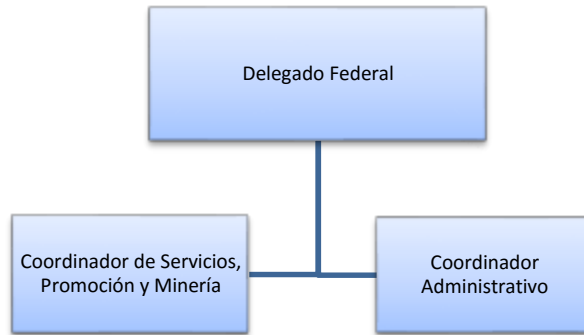 Delegado Federal
Coordinador de Servicios,
Promoción y Minería
Coordinador
Administrativo